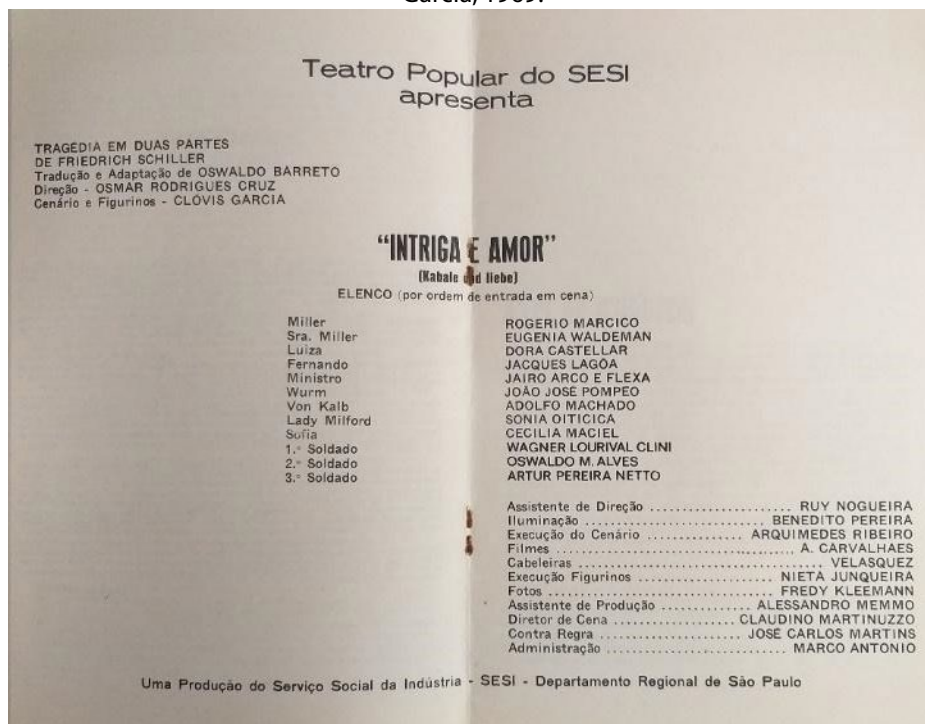 Garcia, 1969.
Teatro Popular do SESI
apresenta
TRAGÉDIA EM DUAS PARTES
DE FRIEDRICH SCHILLER
Tradução e Adaptação de OSWALDO BARRETO
Direção - OSMAR RODRIGUES CRUZ
Cenário e Figurinos - CLÓVIS GARCIA
“INTRIGA E AMOR”
(Kabale und liebe)
ELENCO (por ordem de entrada em cena)
Miller ROGERIO MARCICO
Sra. Miller EUGENIA WALDEMAN
Luiza DORA CASTELLAR
Fernando JACQUES LAGÔA
Ministro JAIRO ARCO E FLEXA
Wurm JOÃO JOSÉ POMPEO
Von Kalb ADOLFO MACHADO
Lady Milford SONIA OITICICA
Sofia CECILIA MACIEL
1.º Soldado WAGNER LOURIVAL CLINI
2.º Soldado OSWALDO M. ALVES
3.º Soldado ARTUR PEREIRA NETTO
Assistente de Direção ...................... RUY NOGUEIRA
Iluminação ............................. BENEDITO PEREIRA
Execução do Cenário ............... ARQUIMEDES RIBEIRO
Filmes ..................................... A. CARVALHAES
Cabeleiras ..................................... VELASQUEZ
Execução Figurinos ..................... NIETA JUNQUEIRA
Fotos ................................... FREDY KLEEMANN
Assistente de Produção .............. ALESSANDRO MEMMO
Diretor de Cena .................... CLAUDINO MARTINUZZO
Contra Regra ...................... JOSÉ CARLOS MARTINS
Administração ............................ MARCO ANTONIO
Uma Produção do Serviço Social da Indústria - SESI - Departamento Regional de São Paulo